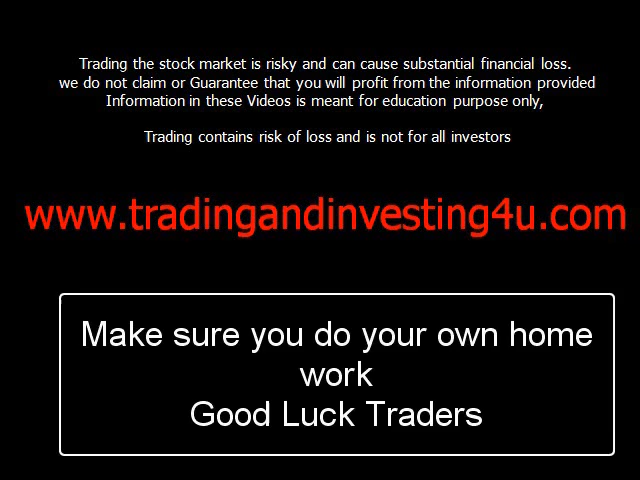 Trading the stock market is risky and can cause substantial financial loss.
we do not claim or Guarantee that you will profit from the information provided
Information in these Videos is meant for education purpose only,
Trading contains risk of loss and is not for all investors
www.tradingandinvesting4u.com
Make sure you do your own home
work
Good Luck Traders